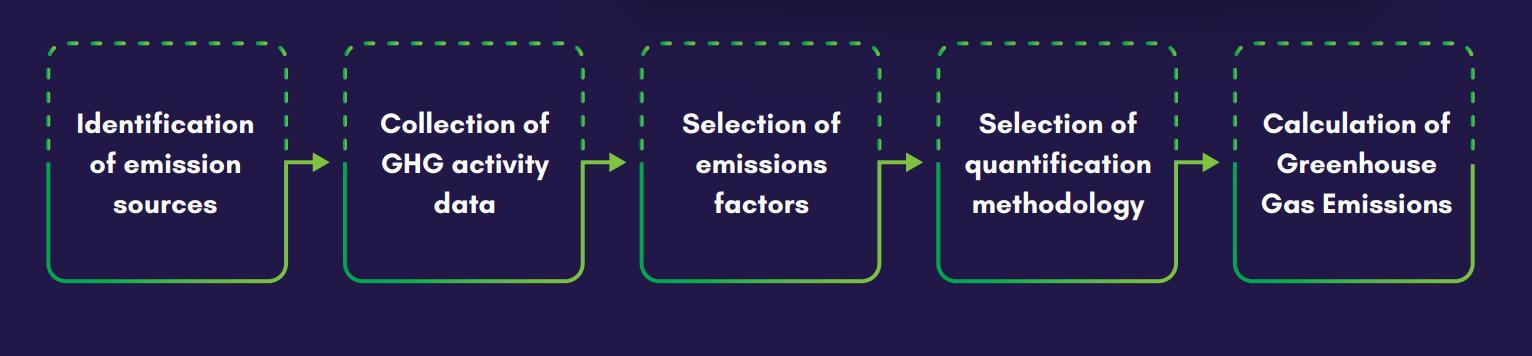 Identification
of emission
sources
Collection of
GHG activity
data
Selection of
emissions
factors
Selection of
quantification
methodology
Calculation of
Greenhouse
Gas Emissions